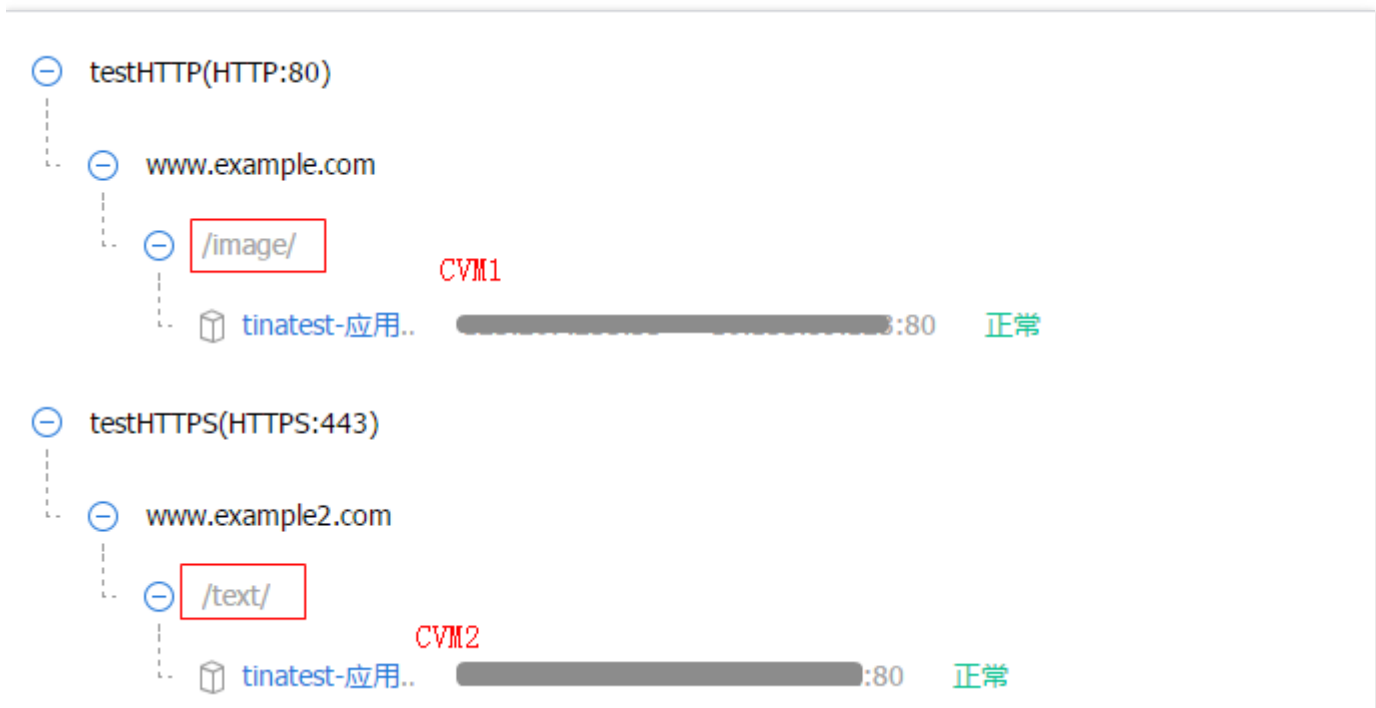 testHTTP(HTTP:80)
www.example.com
/image/
CVM1
tinatest-应用.. :80 正常
testHTTPS(HTTPS:443)
www.example2.com
/text/
CVM2
tinatest-应用.. :80 正常